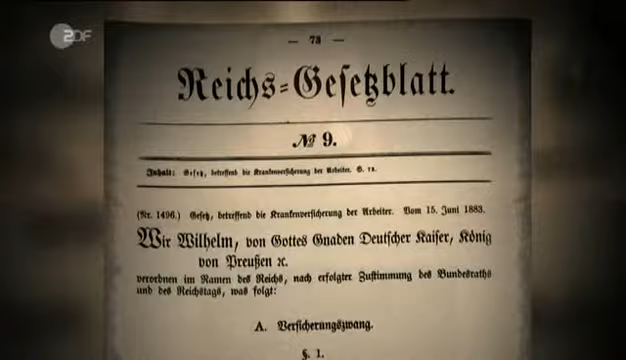 ZDF
— 73 —
Reichs-Gesetzblatt.
№ 9.
Inhalt: Gesetz, betreffend die Krankenversicherung der Arbeiter. S. 73.
(Nr. 1496.) Gesetz, betreffend die Krankenversicherung der Arbeiter. Vom 15. Juni 1883.
Wir Wilhelm, von Gottes Gnaden Deutscher Kaiser, König
von Preußen ꝛc.
verordnen im Namen des Reichs, nach erfolgter Zustimmung des Bundesraths
und des Reichstags, was folgt:
A. Versicherungszwang.
§. 1.